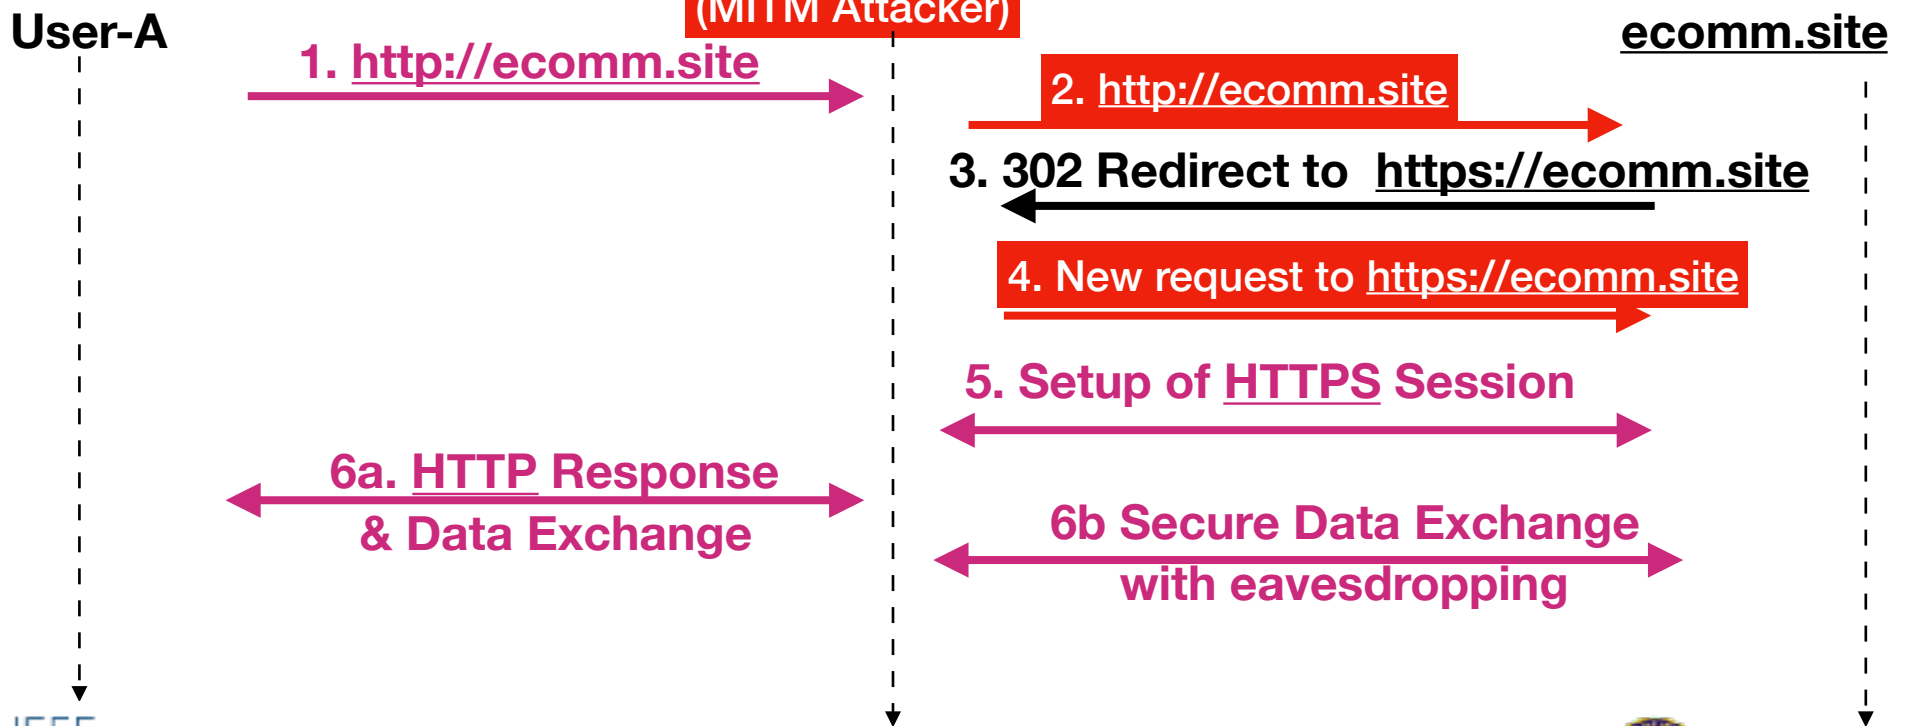 (MITM Attacker)
User-A
ecomm.site
1. http://ecomm.site
2. http://ecomm.site
3. 302 Redirect to https://ecomm.site
4. New request to https://ecomm.site
5. Setup of HTTPS Session
6a. HTTP Response
& Data Exchange
6b Secure Data Exchange
with eavesdropping